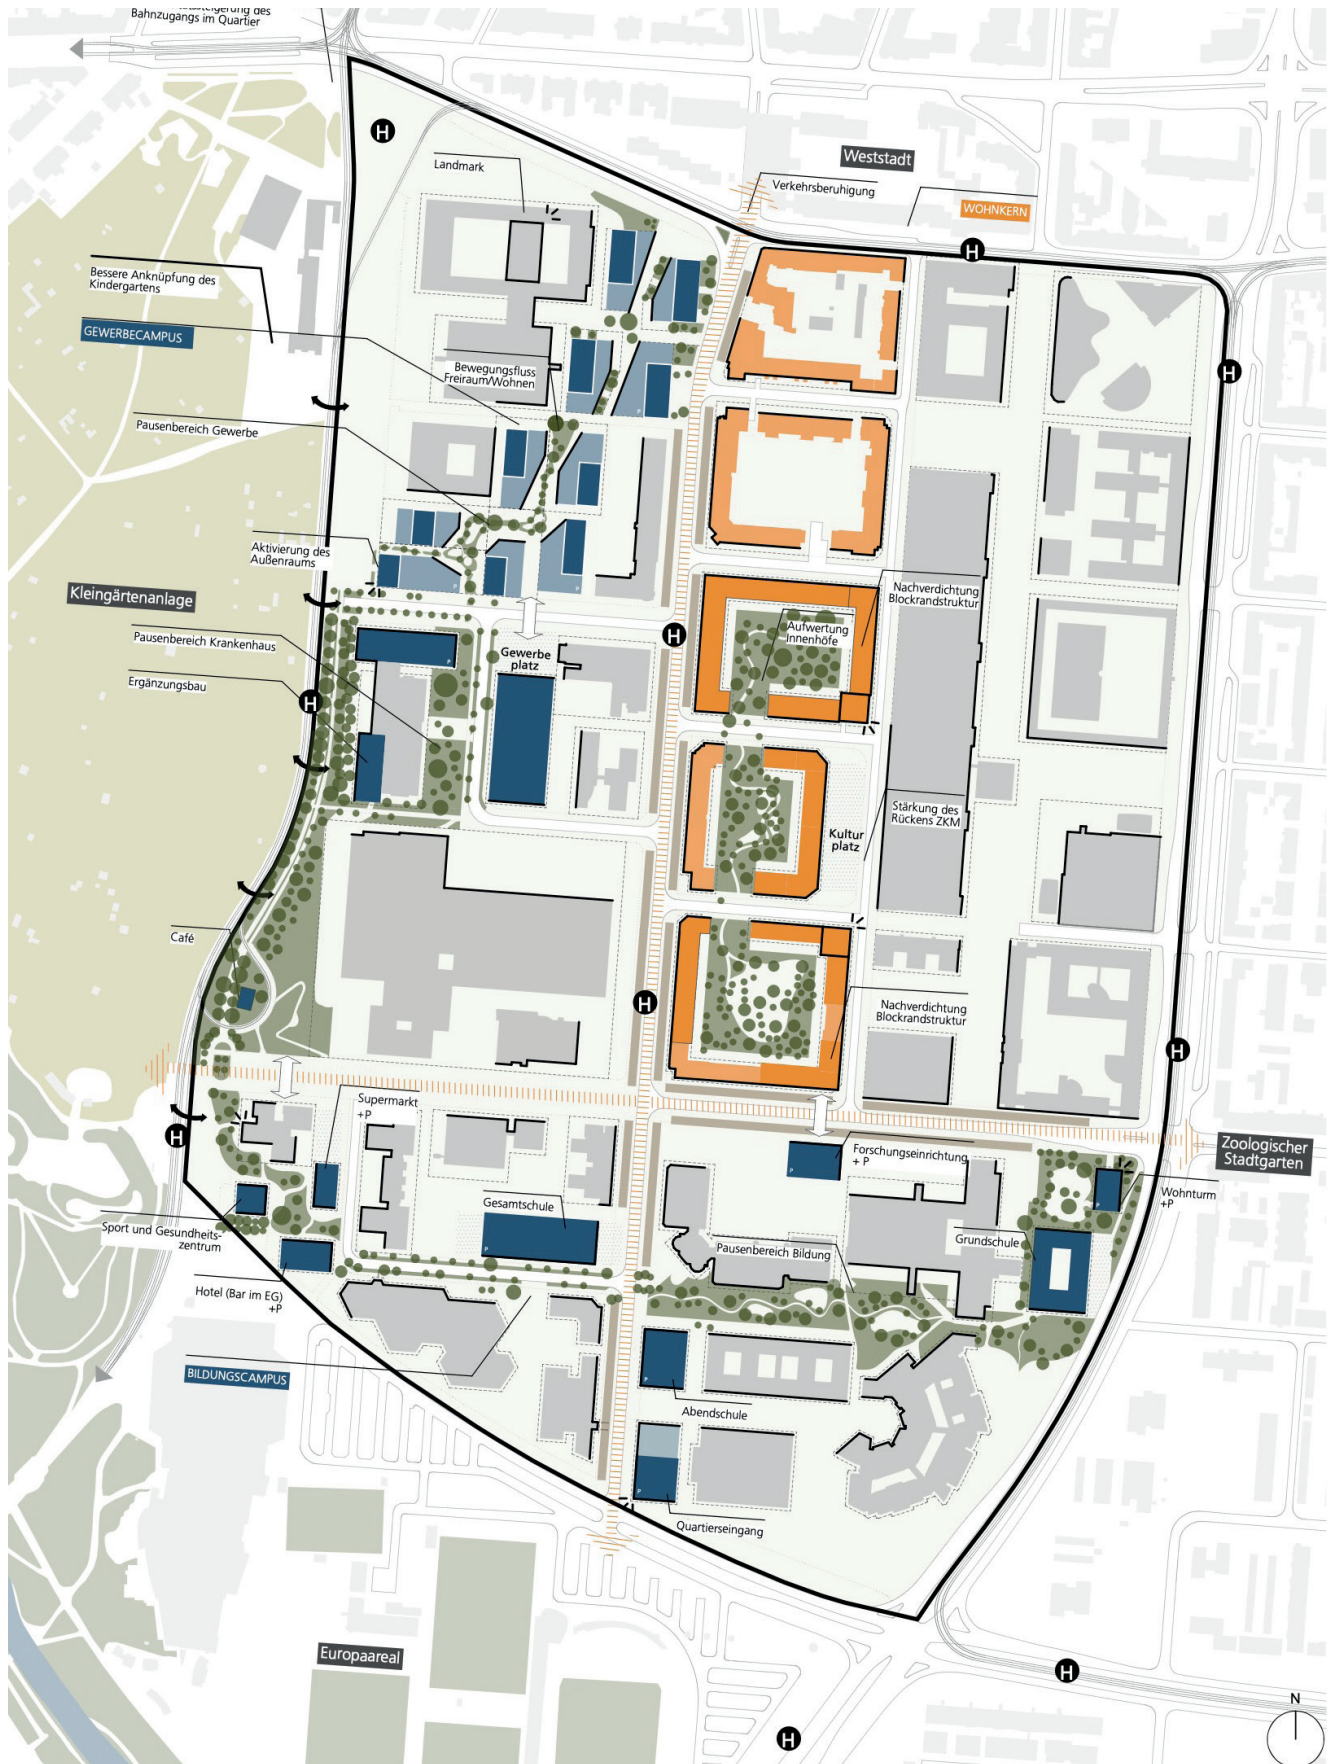 Bahnzugangs im Quartier
H
Landmark
Weststadt
Verkehrsberuhigung
WOHNKERN
H
Bessere Anknüpfung des
Kindergartens
GEWERBECAMPUS
Bewegungsfluss
Freiraum/Wohnen
H
P
Pausenbereich Gewerbe
P
Aktivierung des
Außenraums
P
P
Nachverdichtung
Blockrandstruktur
Kleingärtenanlage
Aufwertung
Innenhöfe
H
Pausenbereich Krankenhaus
P
Gewerbe
platz
Ergänzungsbau
H
Stärkung des
Rückens ZKM
Kultur
platz
Café
H
Nachverdichtung
Blockrandstruktur
H
Supermarkt
+P
H
Forschungseinrichtung
+ P
P
Zoologischer
Stadtgarten
Wohnturm
+P
P
Gesamtschule
P
Sport und Gesundheits-
zentrum
Grundschule
Pausenbereich Bildung
Hotel (Bar im EG)
+P
BILDUNGSCAMPUS
P
Abendschule
P
Quartierseingang
Europaareal
H
N
H